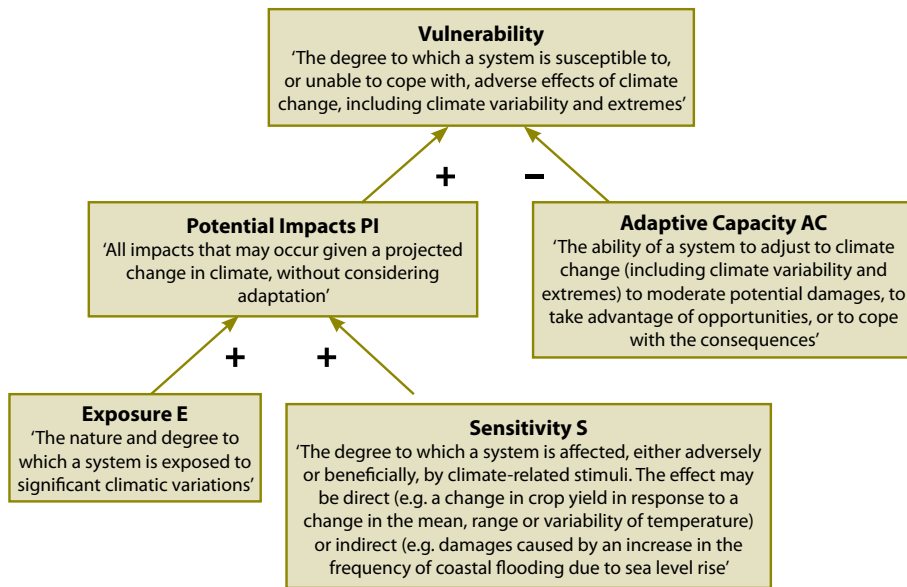 Vulnerability
‘The degree to which a system is susceptible to,
or unable to cope with, adverse effects of climate
change, including climate variability and extremes’
+
–
Potential Impacts PI
‘All impacts that may occur given a projected
change in climate, without considering
adaptation’
Adaptive Capacity AC
‘The ability of a system to adjust to climate
change (including climate variability and
extremes) to moderate potential damages, to
take advantage of opportunities, or to cope
with the consequences’
+
+
Exposure E
‘The nature and degree to
which a system is exposed to
significant climatic variations’
Sensitivity S
‘The degree to which a system is affected, either adversely
or beneficially, by climate-related stimuli. The effect may
be direct (e.g. a change in crop yield in response to a
change in the mean, range or variability of temperature)
or indirect (e.g. damages caused by an increase in the
frequency of coastal flooding due to sea level rise’